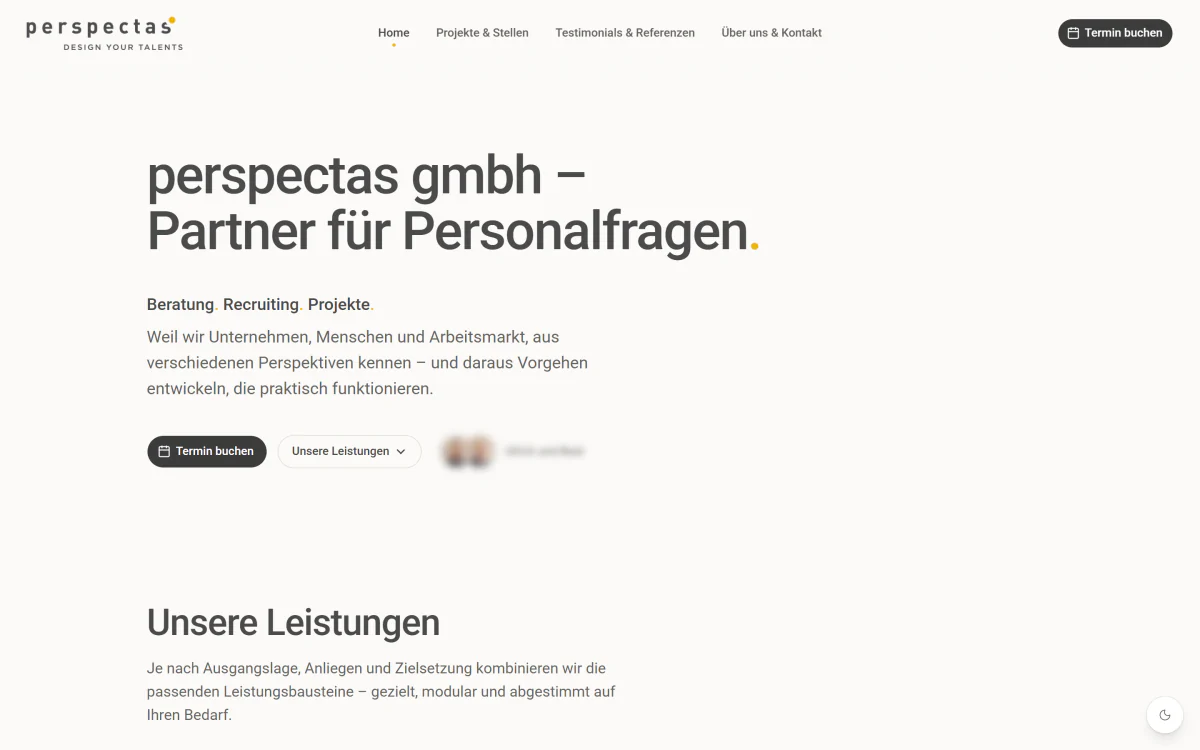 perspectas
DESIGN YOUR TALENTS
Home
Projekte & Stellen
Testimonials & Referenzen
Über uns & Kontakt
Termin buchen
perspectas gmbh –
Partner für Personalfragen.
Beratung. Recruiting. Projekte.
Weil wir Unternehmen, Menschen und Arbeitsmarkt, aus
verschiedenen Perspektiven kennen – und daraus Vorgehen
entwickeln, die praktisch funktionieren.
Termin buchen
Unsere Leistungen
Unsere Leistungen
Je nach Ausgangslage, Anliegen und Zielsetzung kombinieren wir die
passenden Leistungsbausteine – gezielt, modular und abgestimmt auf
Ihren Bedarf.